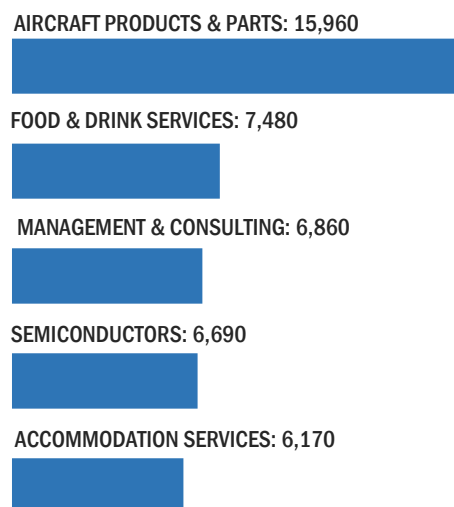 AIRCRAFT PRODUCTS & PARTS: 15,960
FOOD & DRINK SERVICES: 7,480
MANAGEMENT & CONSULTING: 6,860
SEMICONDUCTORS: 6,690
ACCOMMODATION SERVICES: 6,170